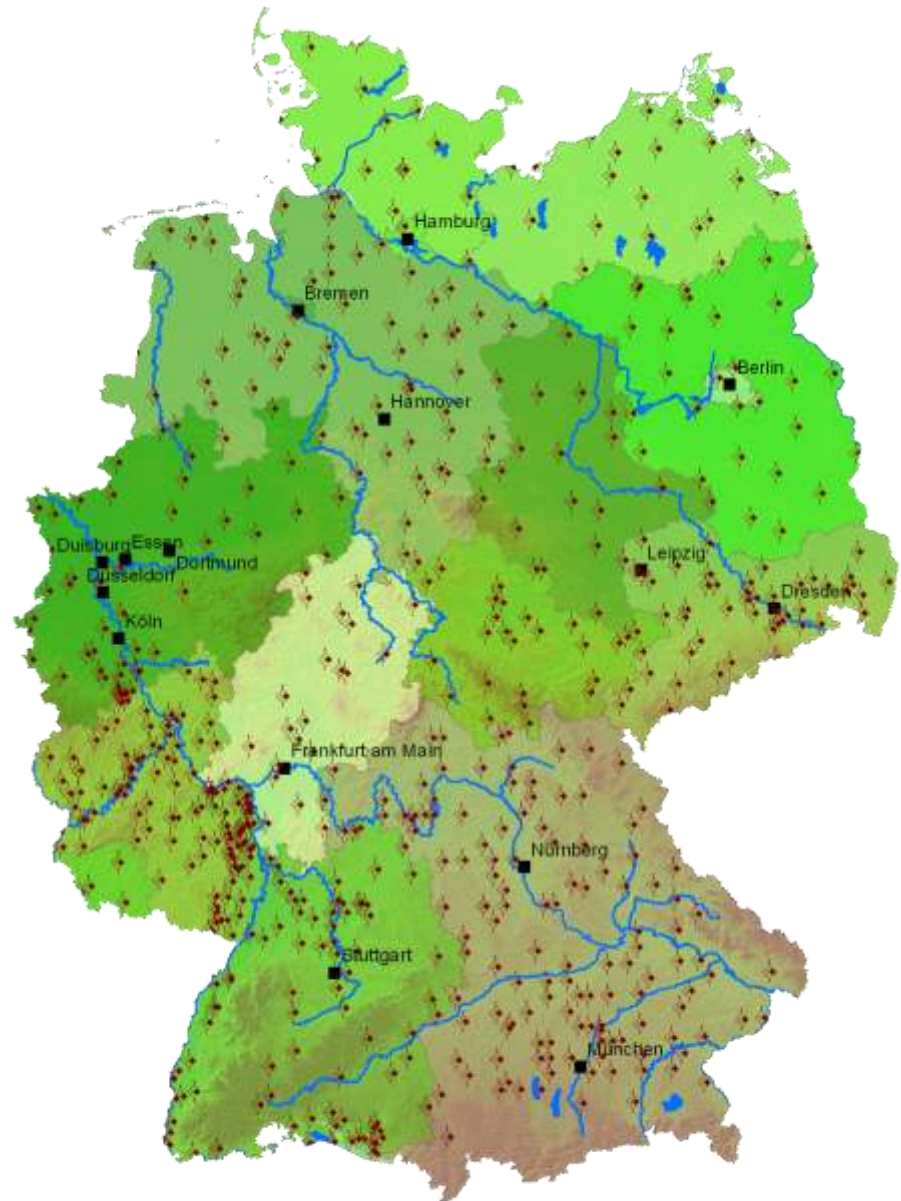 Hamburg
Bremen
Berlin
Hannover
Duisburg
Essen
Dortmund
Leipzig
Düsseldorf
Dresden
Köln
Frankfurt am Main
Nürnberg
Stuttgart
München